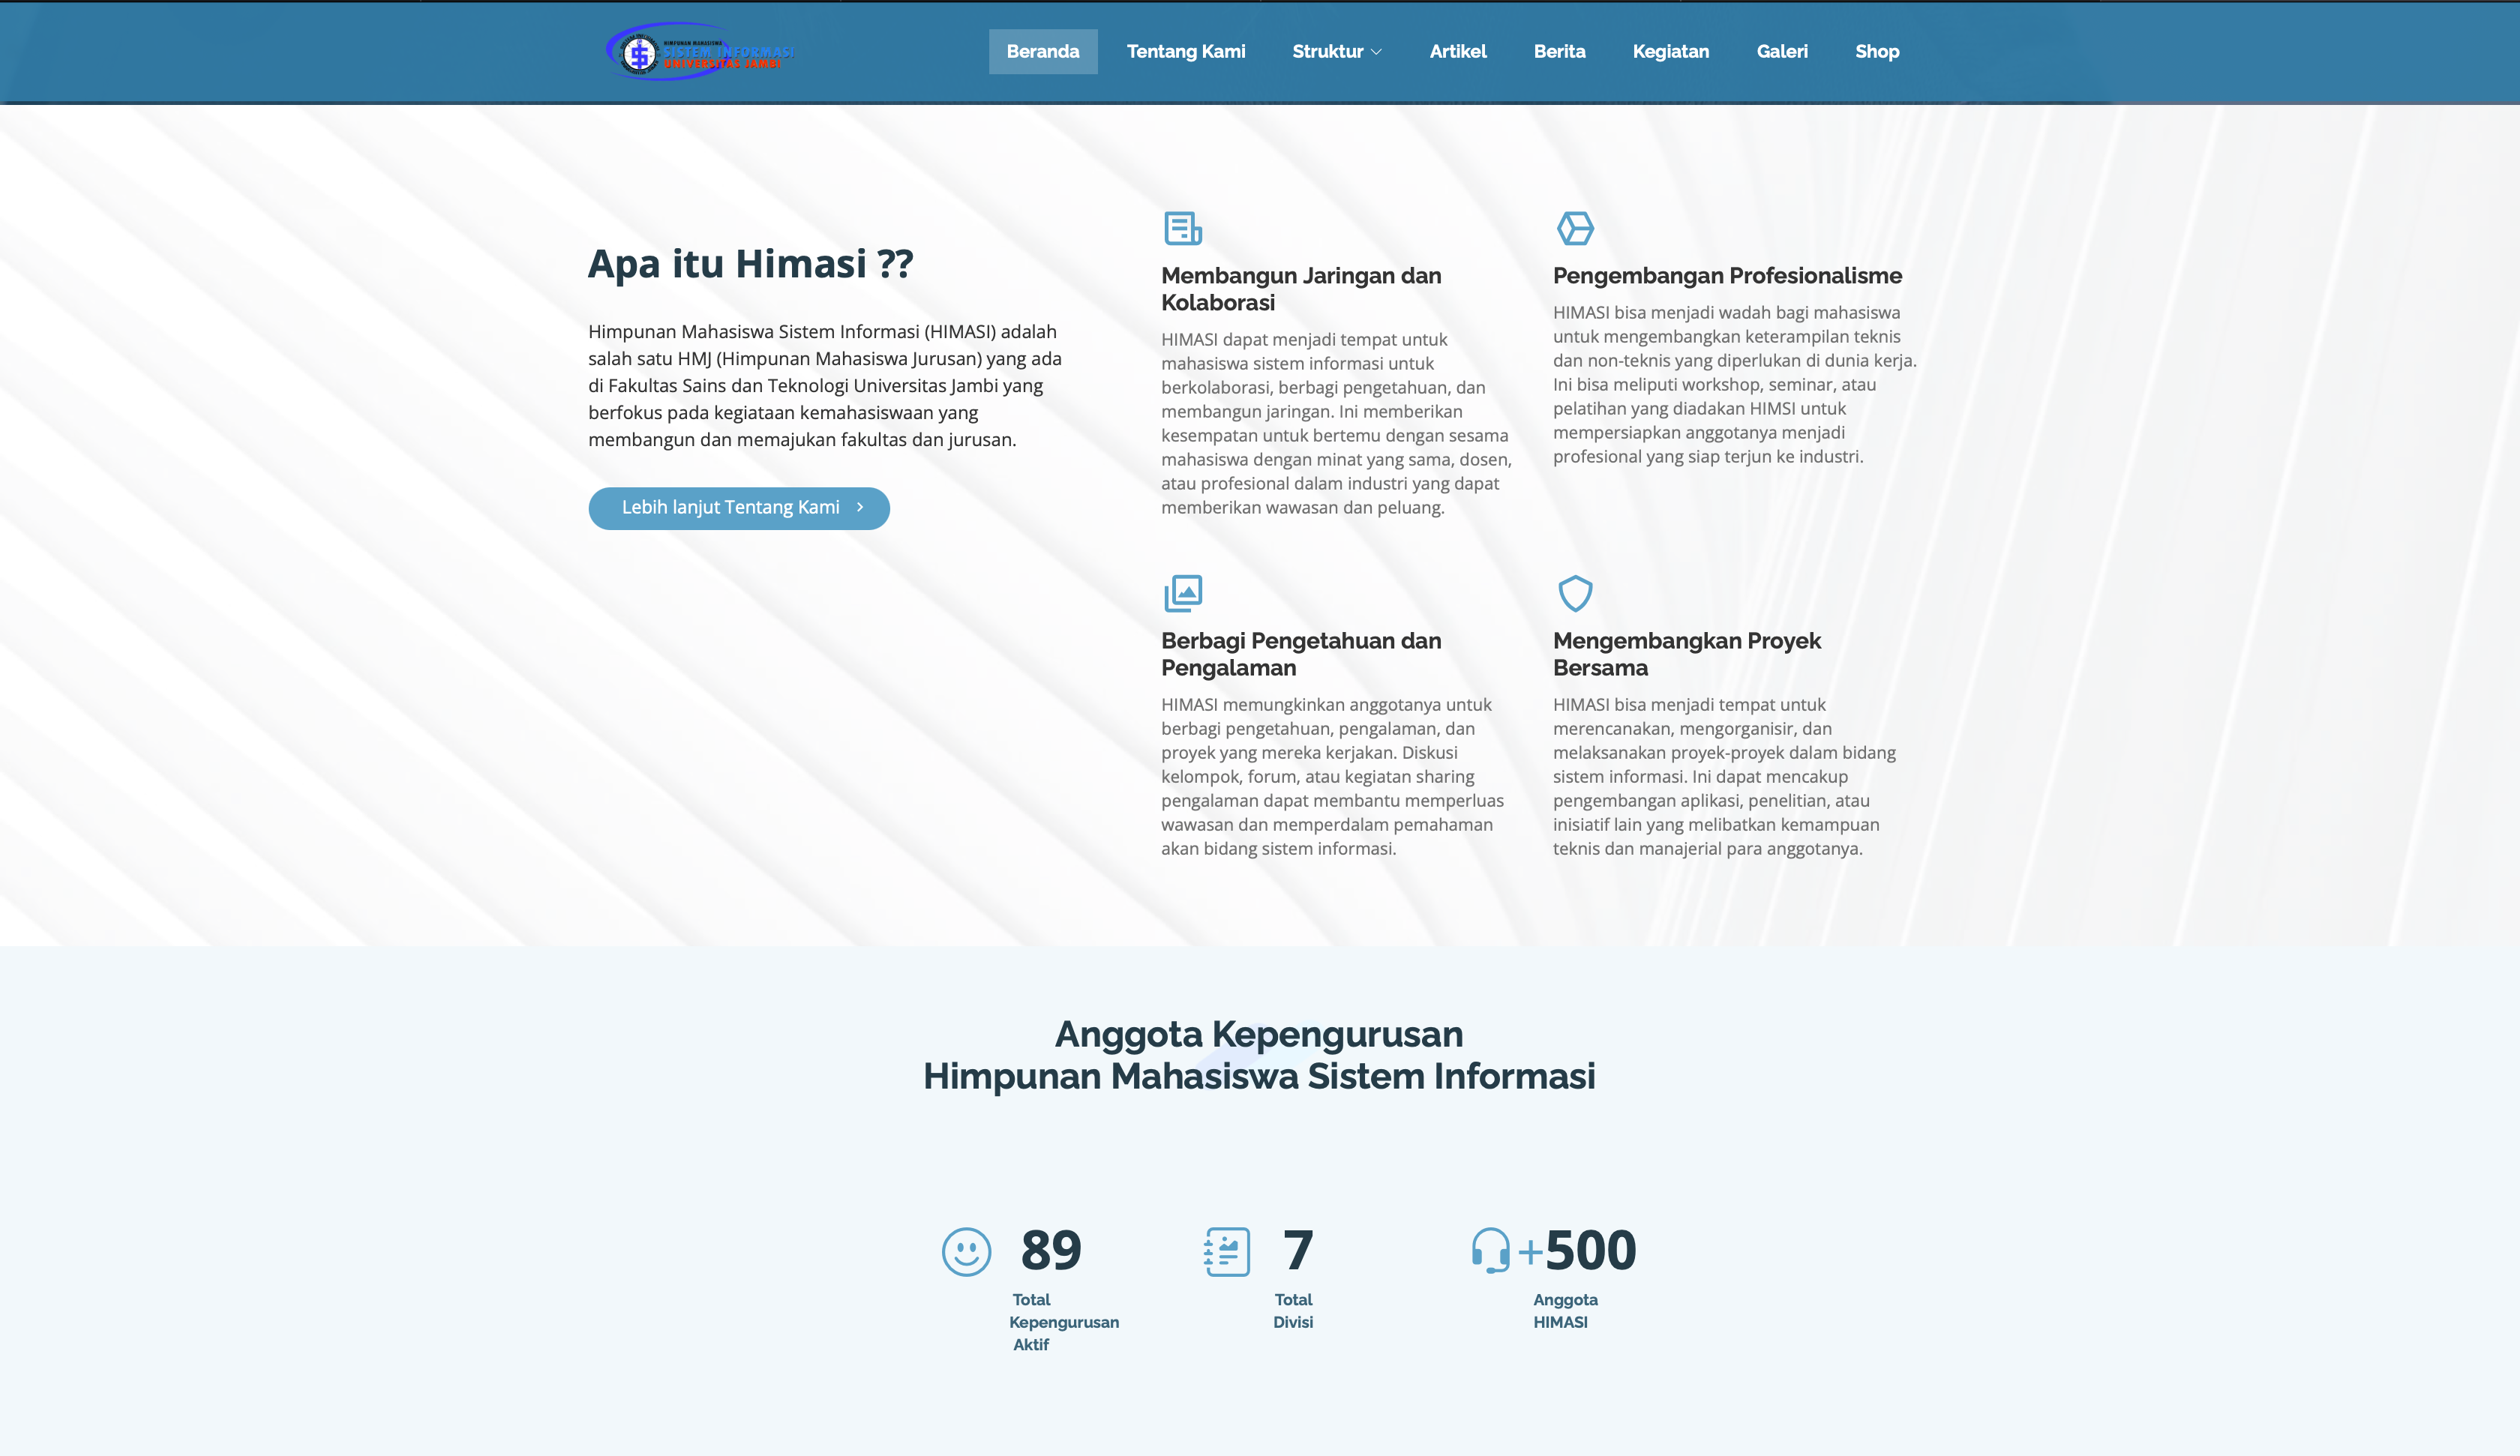 HIMPUNAN MAHASISWA
SISTEM INFORMASI
UNIVERSITAS JAMBI
Beranda
Tentang Kami
Struktur
Artikel
Berita
Kegiatan
Galeri
Shop
Apa itu Himasi ??
Himpunan Mahasiswa Sistem Informasi (HIMASI) adalah
salah satu HMJ (Himpunan Mahasiswa Jurusan) yang ada
di Fakultas Sains dan Teknologi Universitas Jambi yang
berfokus pada kegiataan kemahasiswaan yang
membangun dan memajukan fakultas dan jurusan.
Lebih lanjut Tentang Kami
Membangun Jaringan dan
Kolaborasi
HIMASI dapat menjadi tempat untuk
mahasiswa sistem informasi untuk
berkolaborasi, berbagi pengetahuan, dan
membangun jaringan. Ini memberikan
kesempatan untuk bertemu dengan sesama
mahasiswa dengan minat yang sama, dosen,
atau profesional dalam industri yang dapat
memberikan wawasan dan peluang.
Pengembangan Profesionalisme
HIMASI bisa menjadi wadah bagi mahasiswa
untuk mengembangkan keterampilan teknis
dan non-teknis yang diperlukan di dunia kerja.
Ini bisa meliputi workshop, seminar, atau
pelatihan yang diadakan HIMSI untuk
mempersiapkan anggotanya menjadi
profesional yang siap terjun ke industri.
Berbagi Pengetahuan dan
Pengalaman
HIMASI memungkinkan anggotanya untuk
berbagi pengetahuan, pengalaman, dan
proyek yang mereka kerjakan. Diskusi
kelompok, forum, atau kegiatan sharing
pengalaman dapat membantu memperluas
wawasan dan memperdalam pemahaman
akan bidang sistem informasi.
Mengembangkan Proyek
Bersama
HIMASI bisa menjadi tempat untuk
merencanakan, mengorganisir, dan
melaksanakan proyek-proyek dalam bidang
sistem informasi. Ini dapat mencakup
pengembangan aplikasi, penelitian, atau
inisiatif lain yang melibatkan kemampuan
teknis dan manajerial para anggotanya.
Anggota Kepengurusan
Himpunan Mahasiswa Sistem Informasi
89
Total
Kepengurusan
Aktif
7
Total
Divisi
+500
Anggota
HIMASI